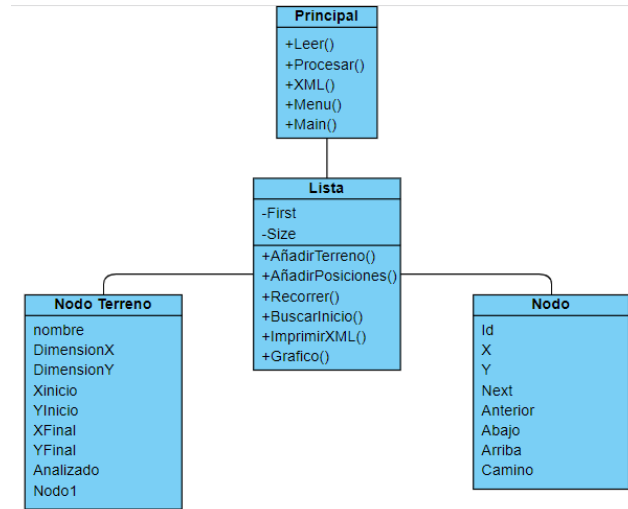 Principal
+Leer()
+Procesar()
+XML()
+Menu()
+Main()
Lista
-First
-Size
+AñadirTerreno()
+AñadirPosiciones()
+Recorrer()
+BuscarInicio()
+ImprimirXML()
+Grafico()
Nodo Terreno
nombre
DimensionX
DimensionY
Xinicio
YInicio
XFinal
YFinal
Analizado
Nodo1
Nodo
Id
X
Y
Next
Anterior
Abajo
Arriba
Camino